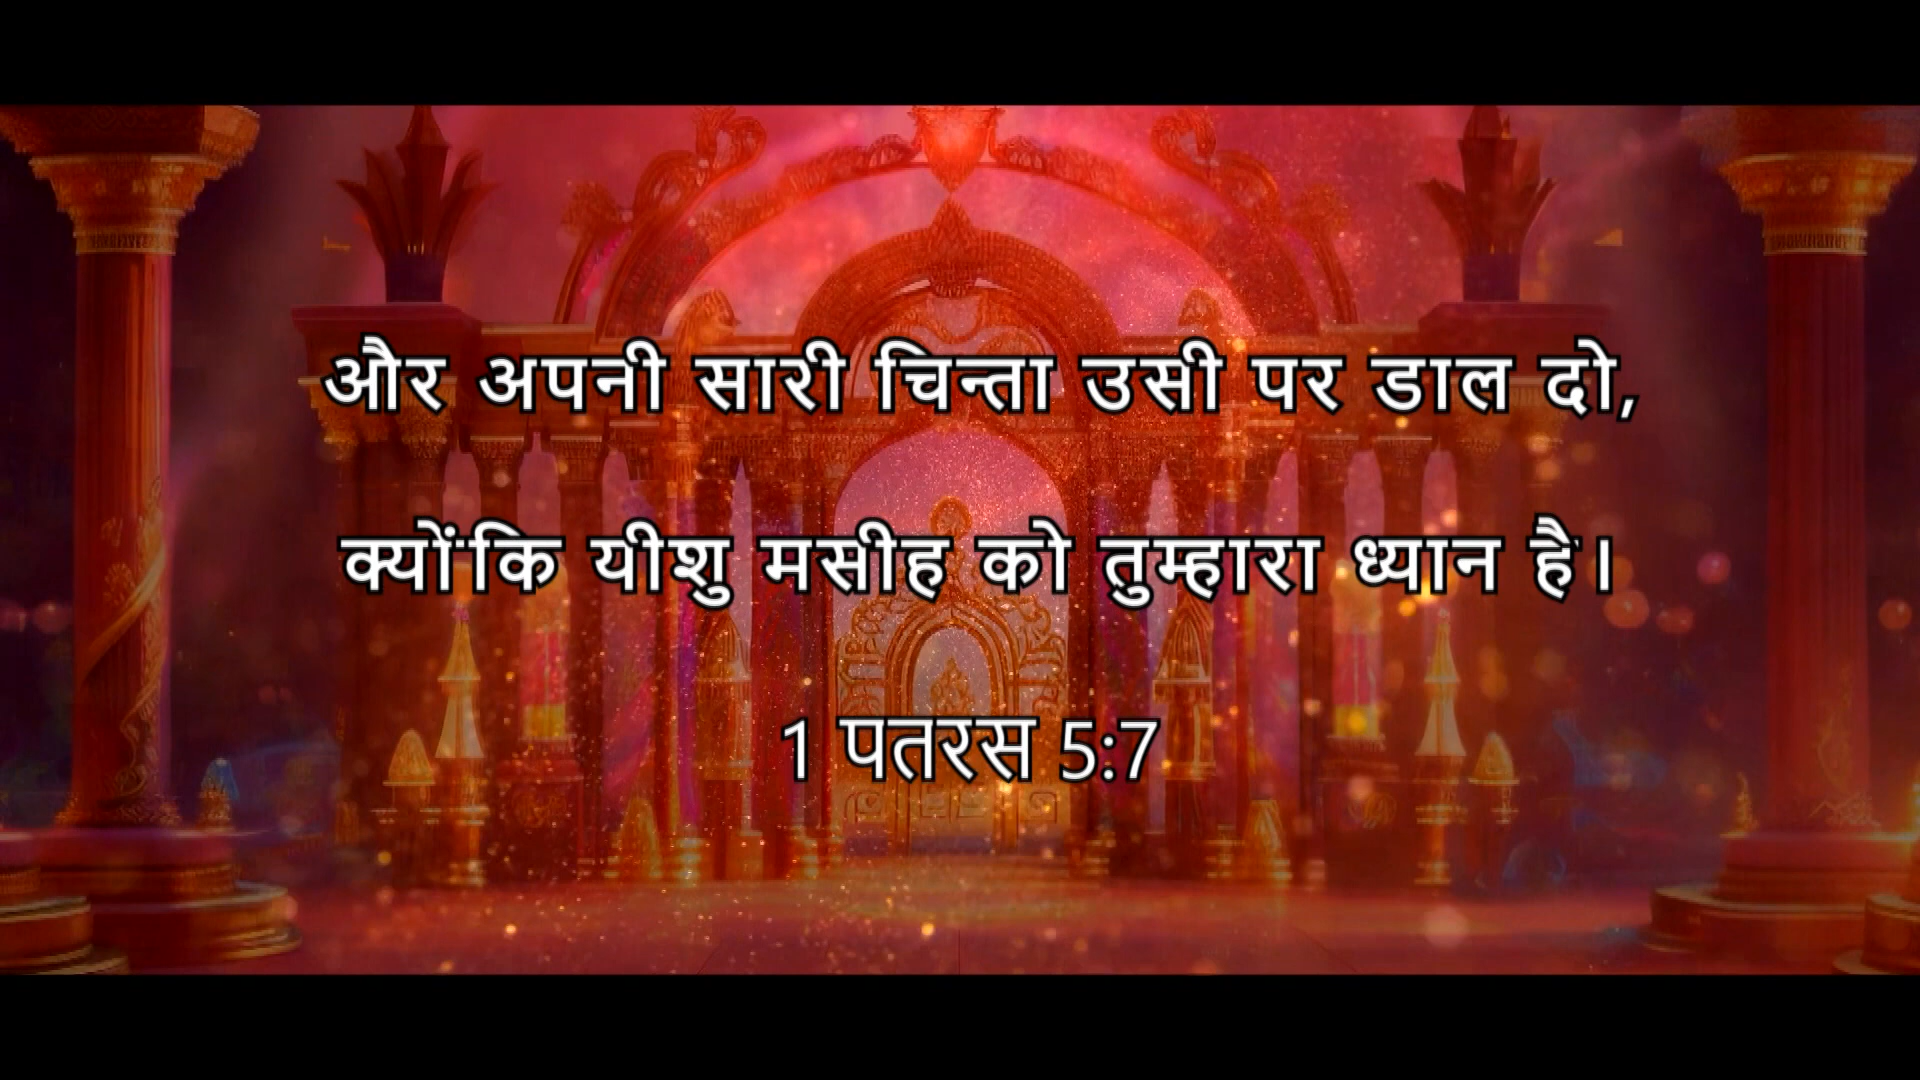 और अपनी सारी चिन्ता उसी पर डाल दो,
क्योंकि यीशु मसीह को तुम्हारा ध्यान है।
1 पतरस 5:7